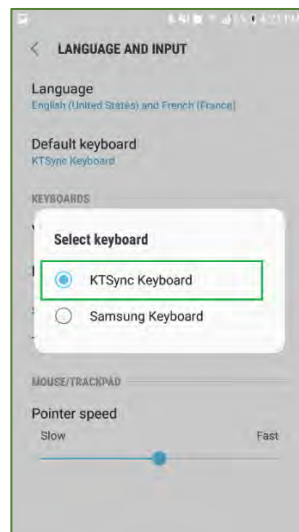 LANGUAGE AND INPUT
Language
English (United States) and French (France)
Default keyboard
KTSync Keyboard
KEYBOARDS
Select keyboard
KTSync Keyboard
Samsung Keyboard
MOUSE/TRACKPAD
Pointer speed
Slow Fast